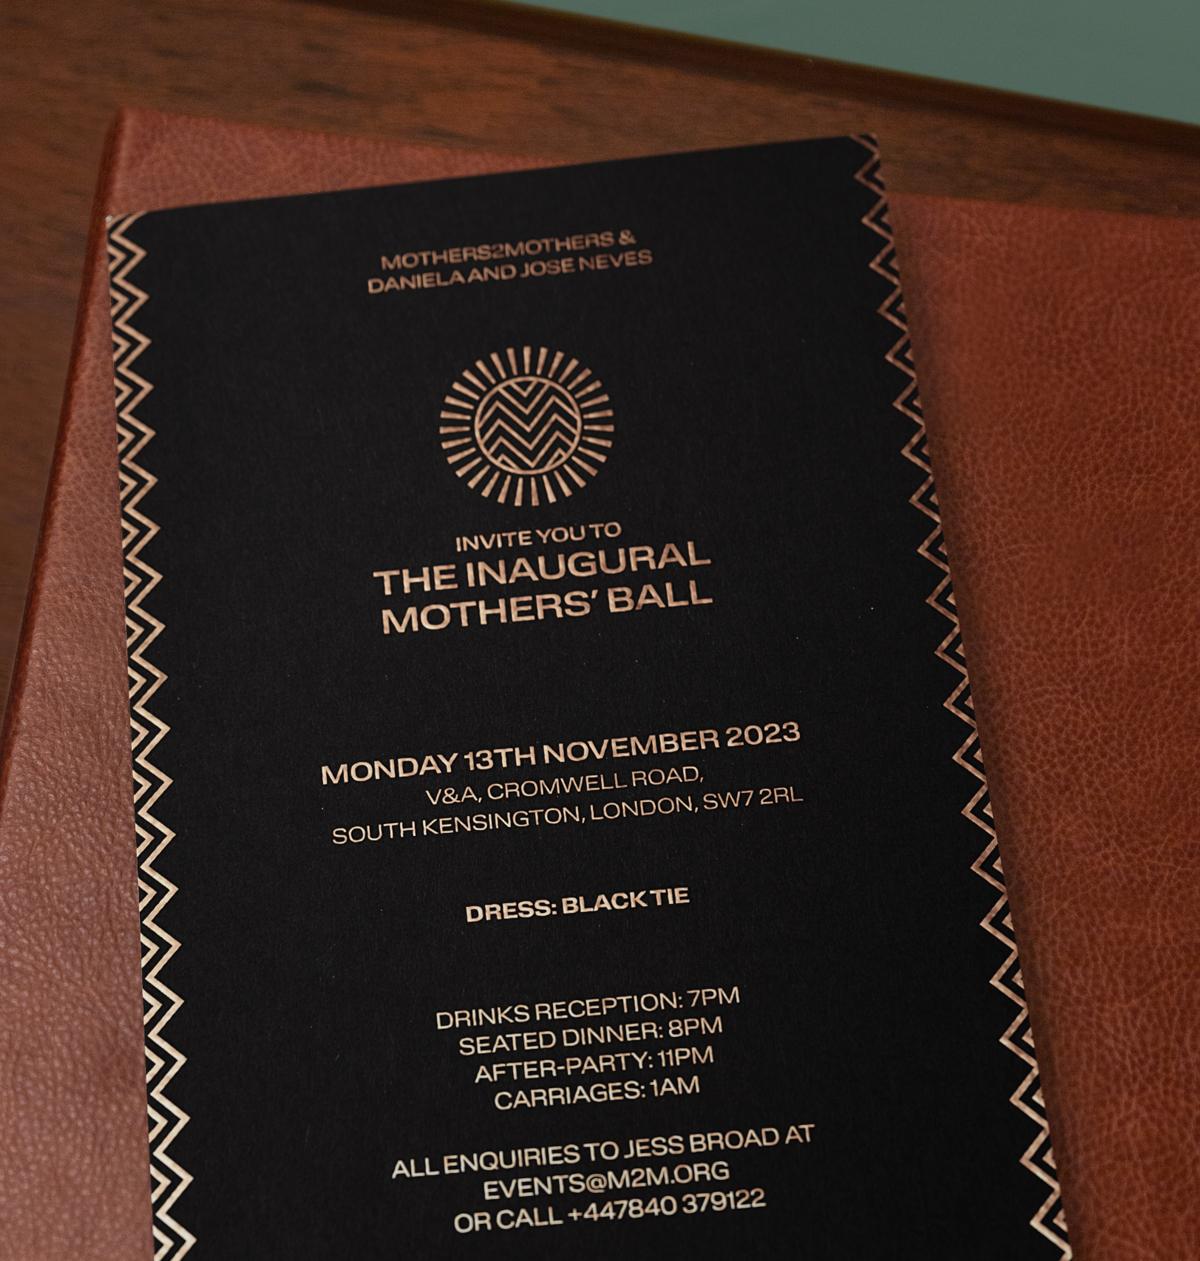 MOTHERS2MOTHERS &
DANIELA AND JOSE NEVES
INVITE YOU TO
THE INAUGURAL
MOTHERS' BALL
MONDAY 13TH NOVEMBER 2023
V&A, CROMWELL ROAD,
SOUTH KENSINGTON, LONDON, SW7 2RL
DRESS: BLACK TIE
DRINKS RECEPTION: 7PM
SEATED DINNER: 8PM
AFTER-PARTY: 11PM
CARRIAGES: 1AM
ALL ENQUIRIES TO JESS BROAD AT
EVENTS@M2M.ORG
OR CALL +447840 379122